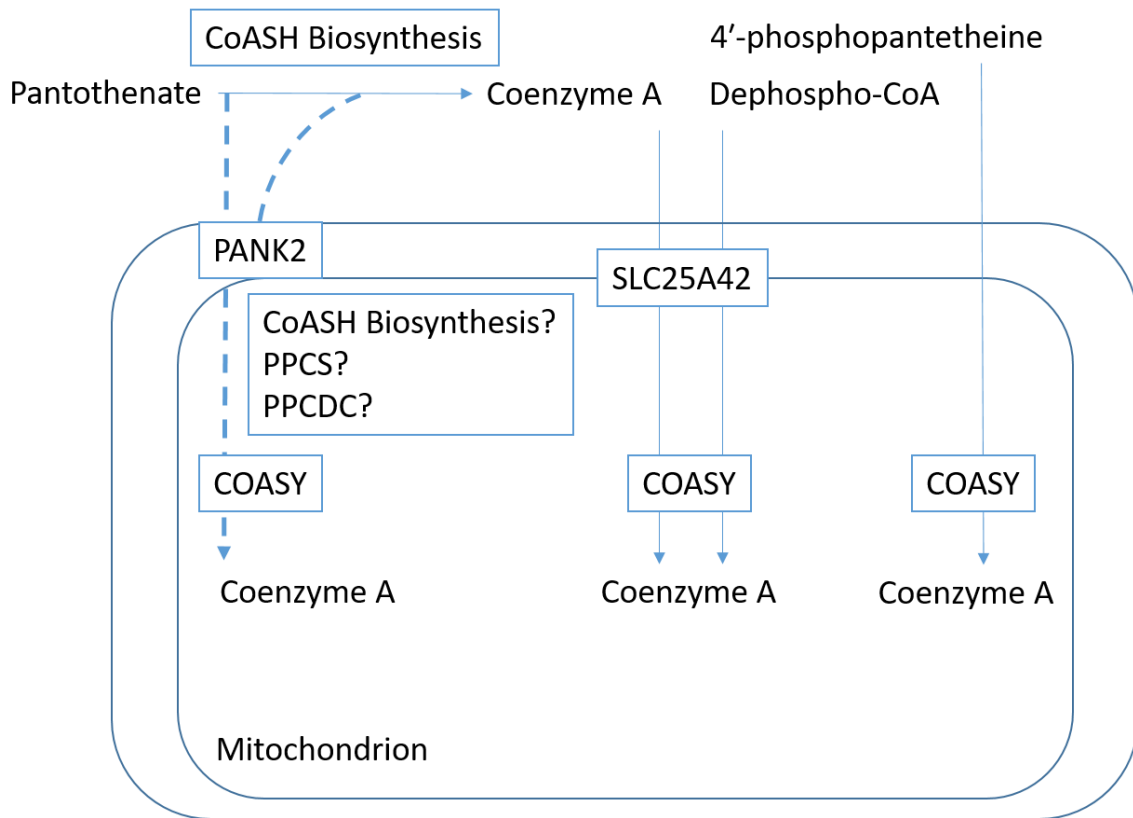 CoASH Biosynthesis
4′-phosphopantetheine
Pantothenate
Coenzyme A
Dephospho-CoA
PANK2
SLC25A42
CoASH Biosynthesis?
PPCS?
PPCDC?
COASY
COASY
COASY
Coenzyme A
Coenzyme A
Coenzyme A
Mitochondrion